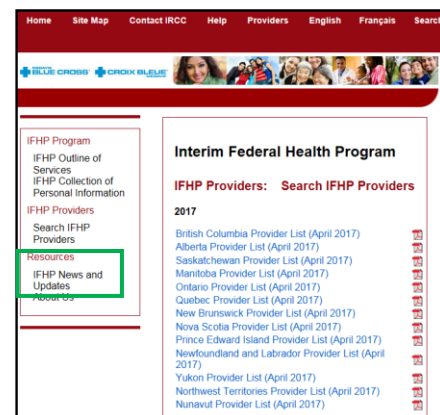 Home Site Map Contact IRCC Help Providers English Français Search
BLUE CROSS CROIX BLEUE
IFHP Program
IFHP Outline of
Services
IFHP Collection of
Personal Information
IFHP Providers
Search IFHP
Providers
Resources
IFHP News and
Updates
About Us
Interim Federal Health Program
IFHP Providers: Search IFHP Providers
2017
British Columbia Provider List (April 2017)
Alberta Provider List (April 2017)
Saskatchewan Provider List (April 2017)
Manitoba Provider List (April 2017)
Ontario Provider List (April 2017)
Quebec Provider List (April 2017)
New Brunswick Provider List (April 2017)
Nova Scotia Provider List (April 2017)
Prince Edward Island Provider List (April 2017)
Newfoundland and Labrador Provider List (April
2017)
Yukon Provider List (April 2017)
Northwest Territories Provider List (April 2017)
Nunavut Provider List (April 2017)